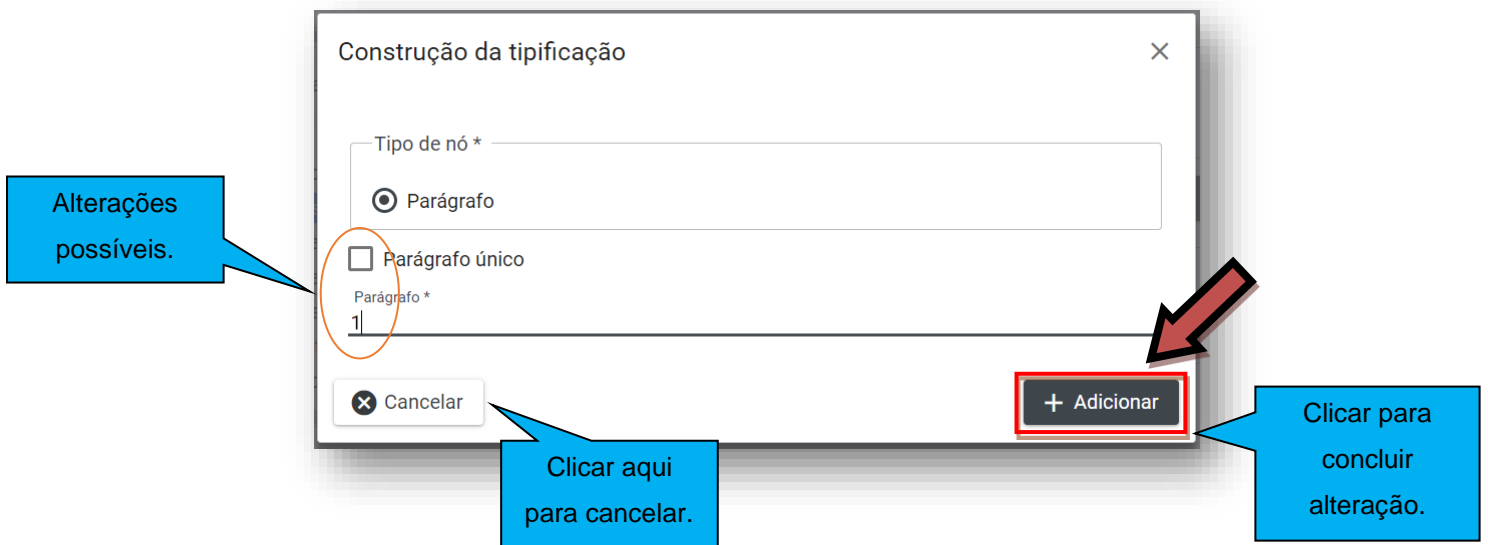 Construção da tipificação
Tipo de nó *
Parágrafo
Alterações
possíveis.
Parágrafo único
Parágrafo *
1
Cancelar
+ Adicionar
Clicar aqui
para cancelar.
Clicar para
concluir
alteração.